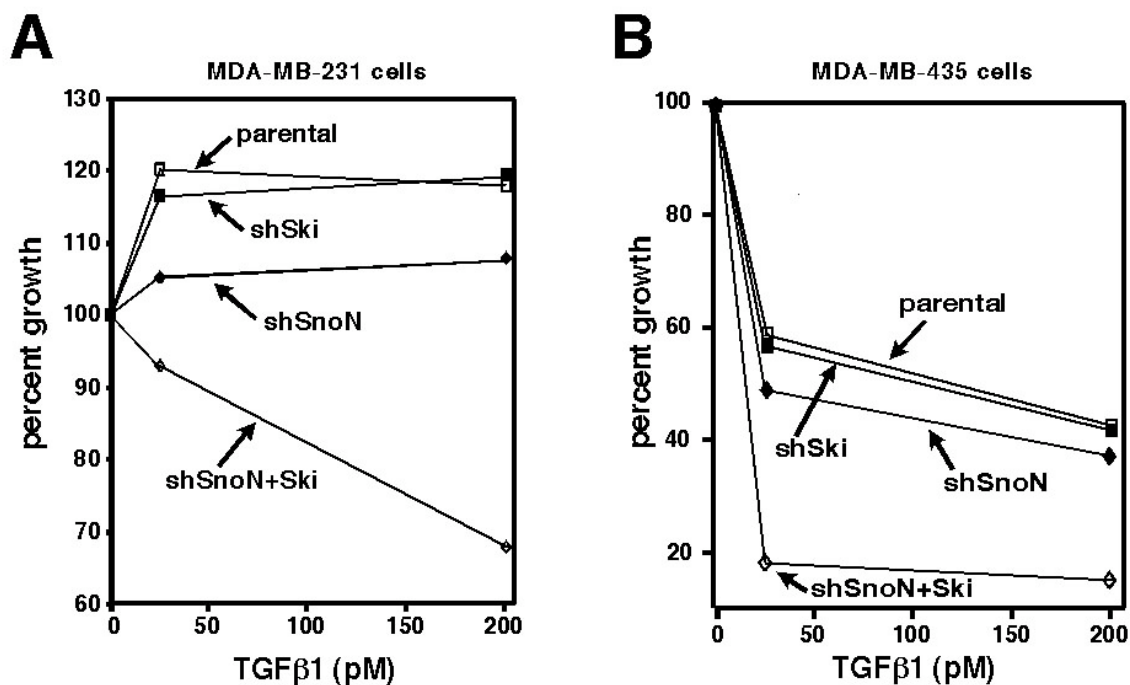 A
MDA-MB-231 cells
percent growth
130
120
110
100
90
80
70
60
parental
shSki
shSnoN
shSnoN+Ski
0
50
100
150
200
TGFβ1 (pM)
B
MDA-MB-435 cells
percent growth
100
80
60
40
20
parental
shSki
shSnoN
shSnoN+Ski
0
50
100
150
200
TGFβ1 (pM)